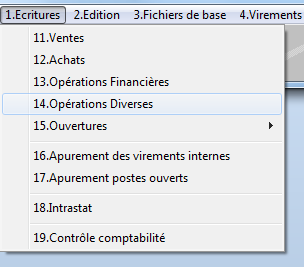 1.Ecritures 2.Edition 3.Fichiers de base 4.Virements
11.Ventes
12.Achats
13.Opérations Financières
14.Opérations Diverses
15.Ouvertures
16.Apurement des virements internes
17.Apurement postes ouverts
18.Intrastat
19.Contrôle comptabilité